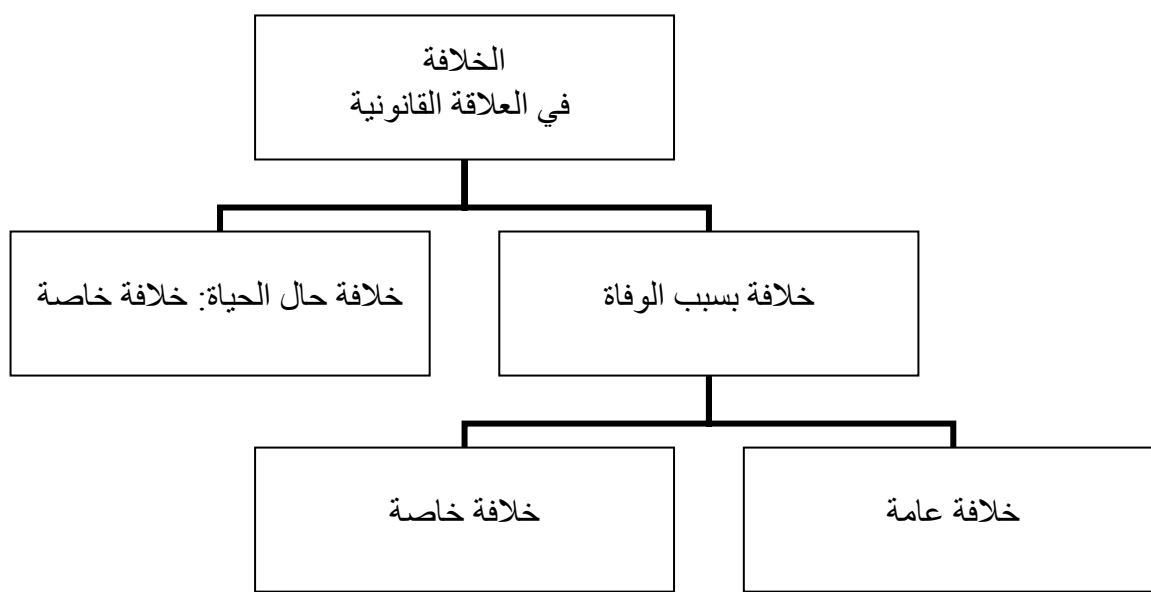 الخلافة
في العلاقة القانونية
خلافة بسبب الوفاة
خلافة حال الحياة: خلافة خاصة
خلافة عامة
خلافة خاصة